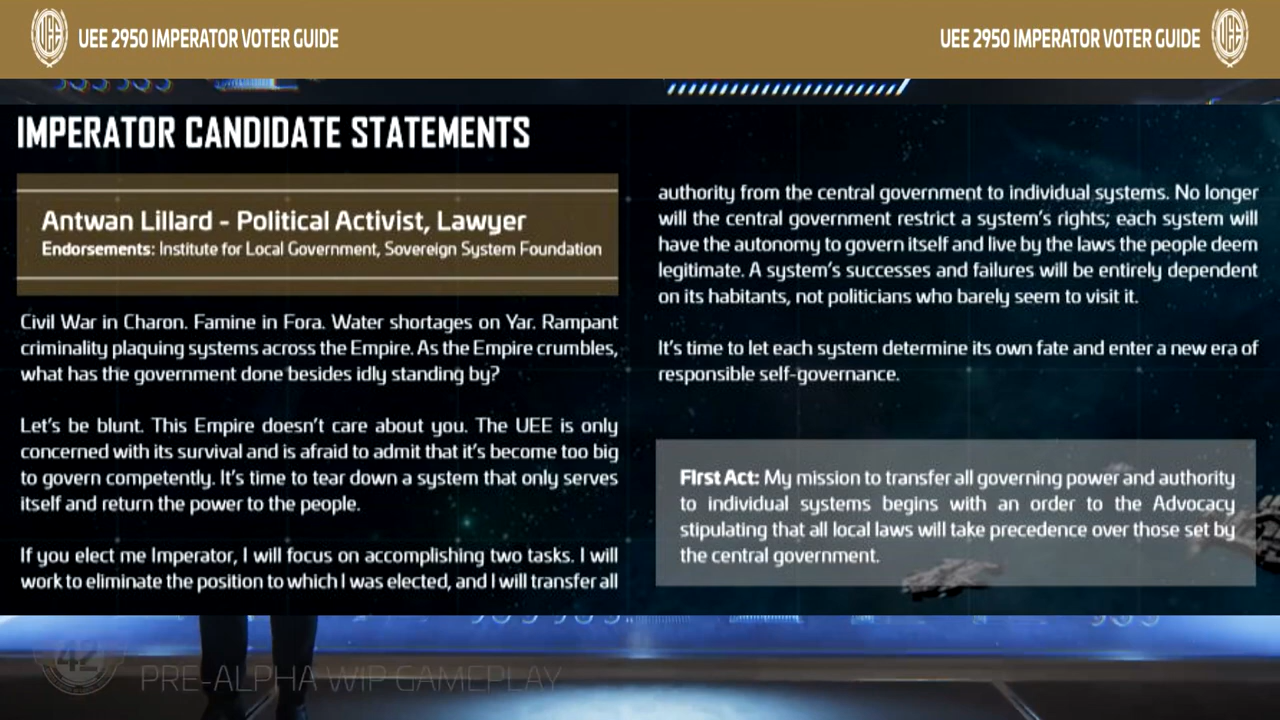 UEE 2950 IMPERATOR VOTER GUIDE
UEE 2950 IMPERATOR VOTER GUIDE
IMPERATOR CANDIDATE STATEMENTS
Antwan Lillard - Political Activist, Lawyer
Endorsements: Institute for Local Government, Sovereign System Foundation
Civil War in Charon. Famine in Fora. Water shortages on Yar. Rampant
criminality plaquing systems across the Empire. As the Empire crumbles,
what has the government done besides idly standing by?
Let's be blunt. This Empire doesn't care about you. The UEE is only
concerned with its survival and is afraid to admit that it's become too big
to govern competently. It's time to tear down a system that only serves
itself and return the power to the people.
If you elect me Imperator, I will focus on accomplishing two tasks. I will
work to eliminate the position to which I was elected, and I will transfer all
authority from the central government to individual systems. No longer
will the central government restrict a system's rights; each system will
have the autonomy to govern itself and live by the laws the people deem
legitimate. A system's successes and failures will be entirely dependent
on its habitants, not politicians who barely seem to visit it.
It's time to let each system determine its own fate and enter a new era of
responsible self-governance.
First Act: My mission to transfer all governing power and authority
to individual systems begins with an order to the Advocacy
stipulating that all local laws will take precedence over those set by
the central government.
42
PRE-ALPHA WIP GAMEPLAY